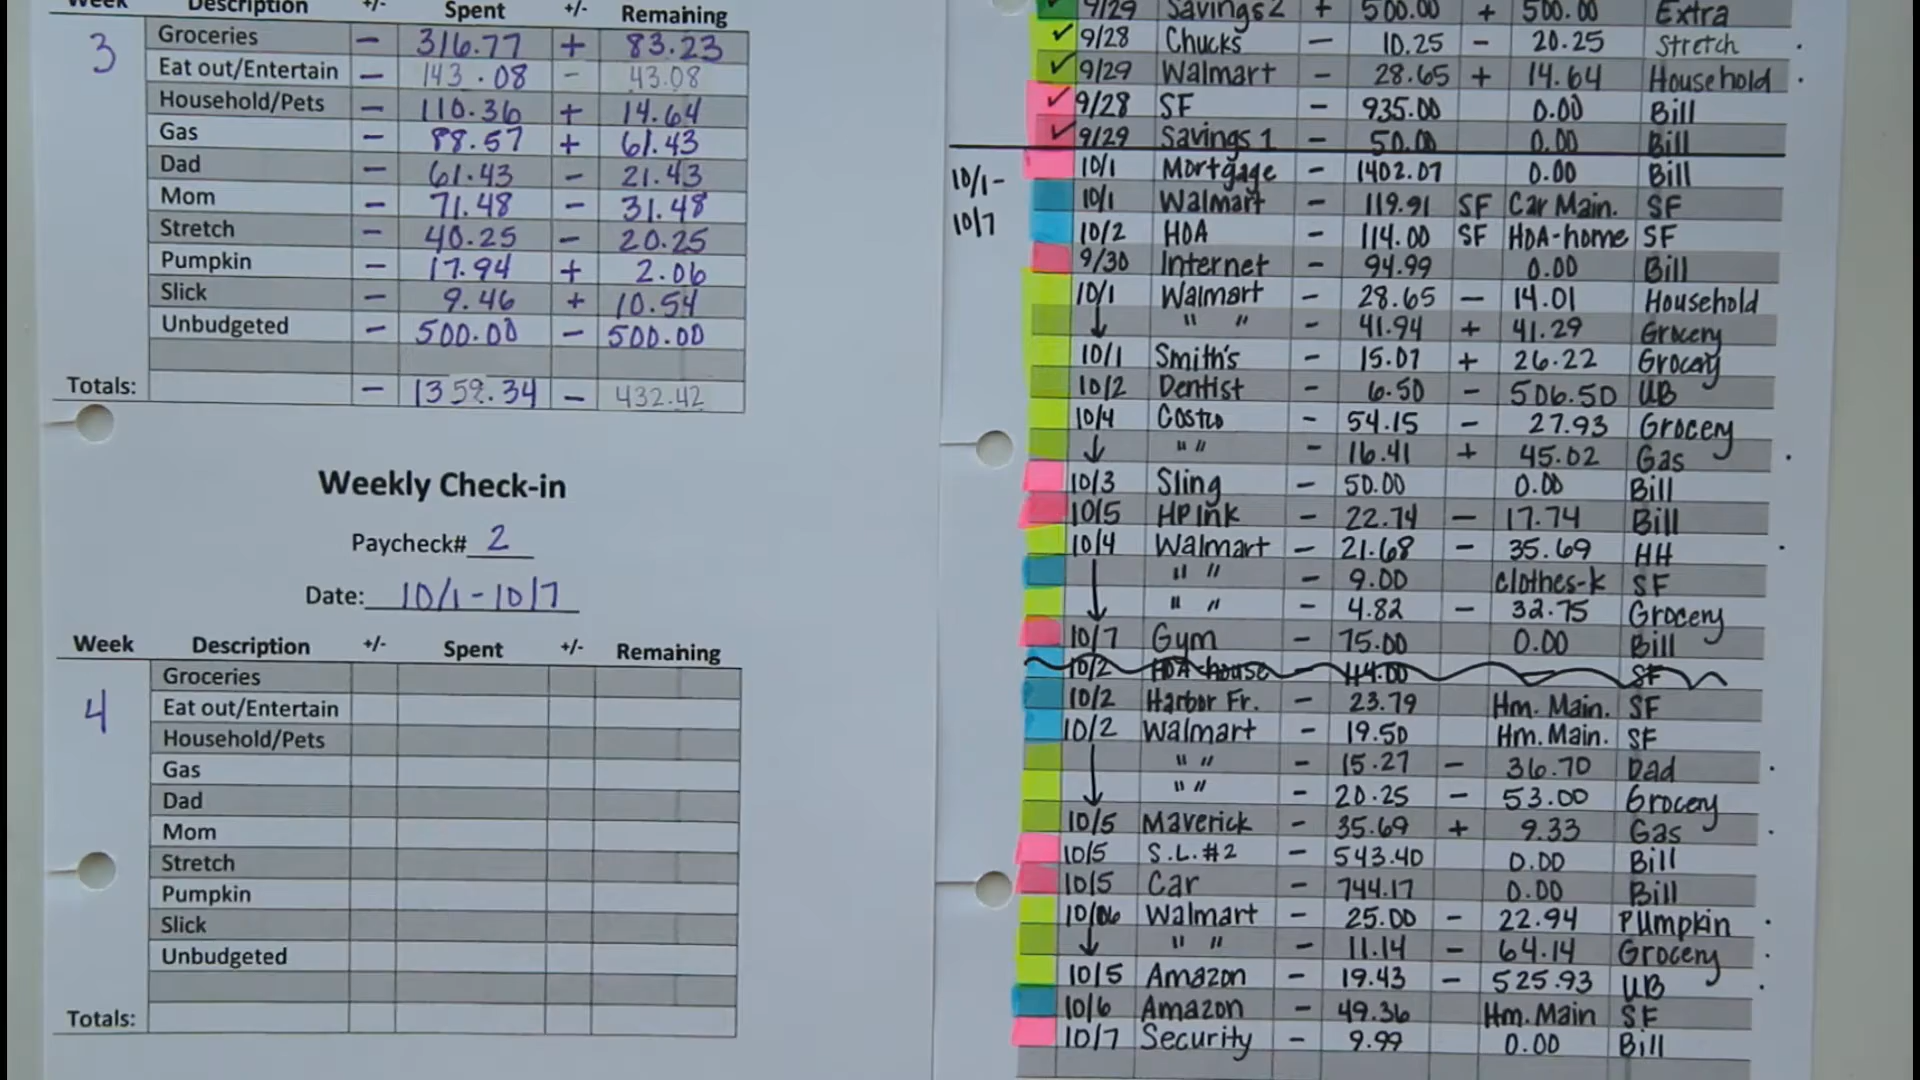 Week Description +/- Spent +/- Remaining
3
Groceries - 316.77 + 83.23
Eat out/Entertain - 143.08 - 43.08
Household/Pets - 110.36 + 14.64
Gas - 88.57 + 61.43
Dad - 61.43 - 21.43
Mom - 71.48 - 31.48
Stretch - 40.25 - 20.25
Pumpkin - 17.94 + 2.06
Slick - 9.46 + 10.54
Unbudgeted - 500.00 - 500.00
Totals: - 1359.34 - 432.42
Weekly Check-in
Paycheck# 2
Date: 10/1-10/7
Week Description +/- Spent +/- Remaining
4
Groceries
Eat out/Entertain
Household/Pets
Gas
Dad
Mom
Stretch
Pumpkin
Slick
Unbudgeted
Totals:
✓ 9/29 Savings 2 + 500.00 + 500.00 Extra
✓ 9/28 Chucks - 10.25 - 20.25 Stretch
✓ 9/29 Walmart - 28.65 + 14.64 Household
✓ 9/28 SF - 935.00 0.00 Bill
✓ 9/29 Savings 1 - 50.00 0.00 Bill
10/1-
10/7
10/1 Mortgage - 1402.07 0.00 Bill
10/1 Walmart - 119.91 SF Car Main. SF
10/2 HOA - 114.00 SF HOA-home SF
9/30 Internet - 94.99 0.00 Bill
10/1 Walmart - 28.65 - 14.01 Household
↓ " " - 41.94 + 41.29 Grocery
10/1 Smith's - 15.07 + 26.22 Grocery
10/2 Dentist - 6.50 - 506.50 UB
10/4 Costco - 54.15 - 27.93 Grocery
↓ " " - 16.41 + 45.02 Gas
10/3 Sling - 50.00 0.00 Bill
10/5 HP Ink - 22.74 - 17.74 Bill
10/4 Walmart - 21.68 - 35.69 HH
" " - 9.00 clothes-k SF
↓ " " - 4.82 - 32.75 Grocery
10/7 Gym - 75.00 0.00 Bill
10/2 HOA-house - 114.00 SF
10/2 Harbor Fr. - 23.79 Hm. Main. SF
10/2 Walmart - 19.50 Hm. Main. SF
" " - 15.27 - 36.70 Dad
↓ " " - 20.25 - 53.00 Grocery
10/5 Maverick - 35.69 + 9.33 Gas
10/5 S.L. #2 - 543.40 0.00 Bill
10/5 Car - 744.17 0.00 Bill
10/06 Walmart - 25.00 - 22.94 Pumpkin
↓ " " - 11.14 - 64.14 Grocery
10/5 Amazon - 19.43 - 525.93 UB
10/6 Amazon - 49.36 Hm. Main SF
10/7 Security - 9.99 0.00 Bill